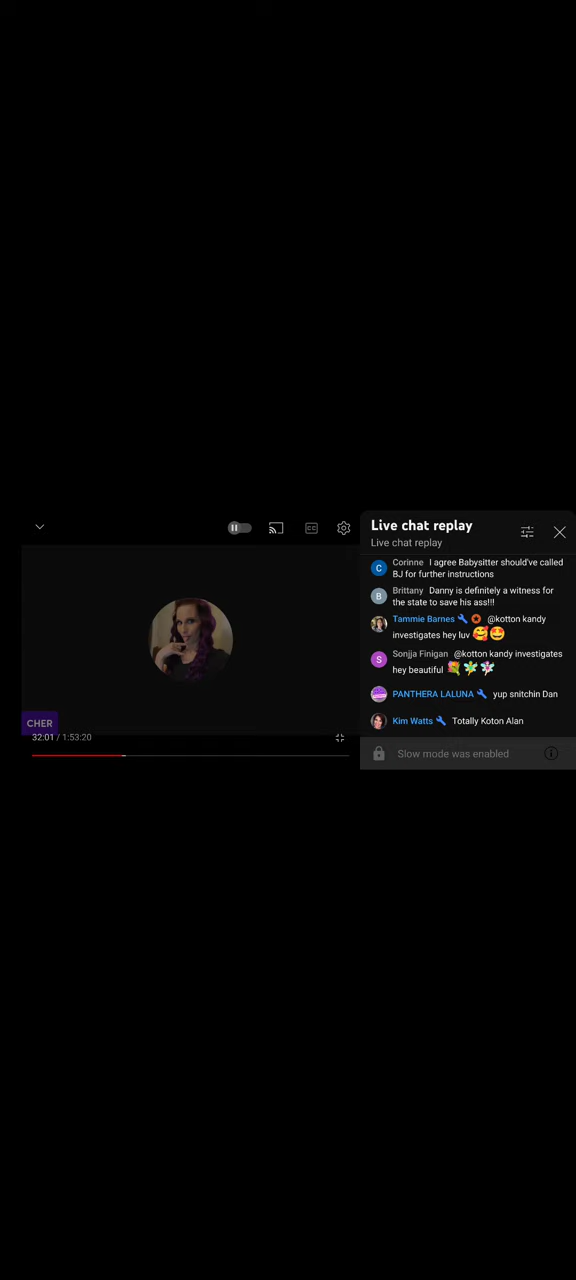 Live chat replay
Live chat replay
CC
C
Corinne I agree Babysitter should've called
BJ for further instructions
B
Brittany Danny is definitely a witness for
the state to save his ass!!!
Tammie Barnes @kotton kandy
investigates hey luv 🥰🤩
S
Sonjja Finigan @kotton kandy investigates
hey beautiful 💐🧚🧚
PANTHERA LALUNA yup snitchin Dan
CHER
Kim Watts Totally Koton Alan
32:01 / 1:53:20
Slow mode was enabled